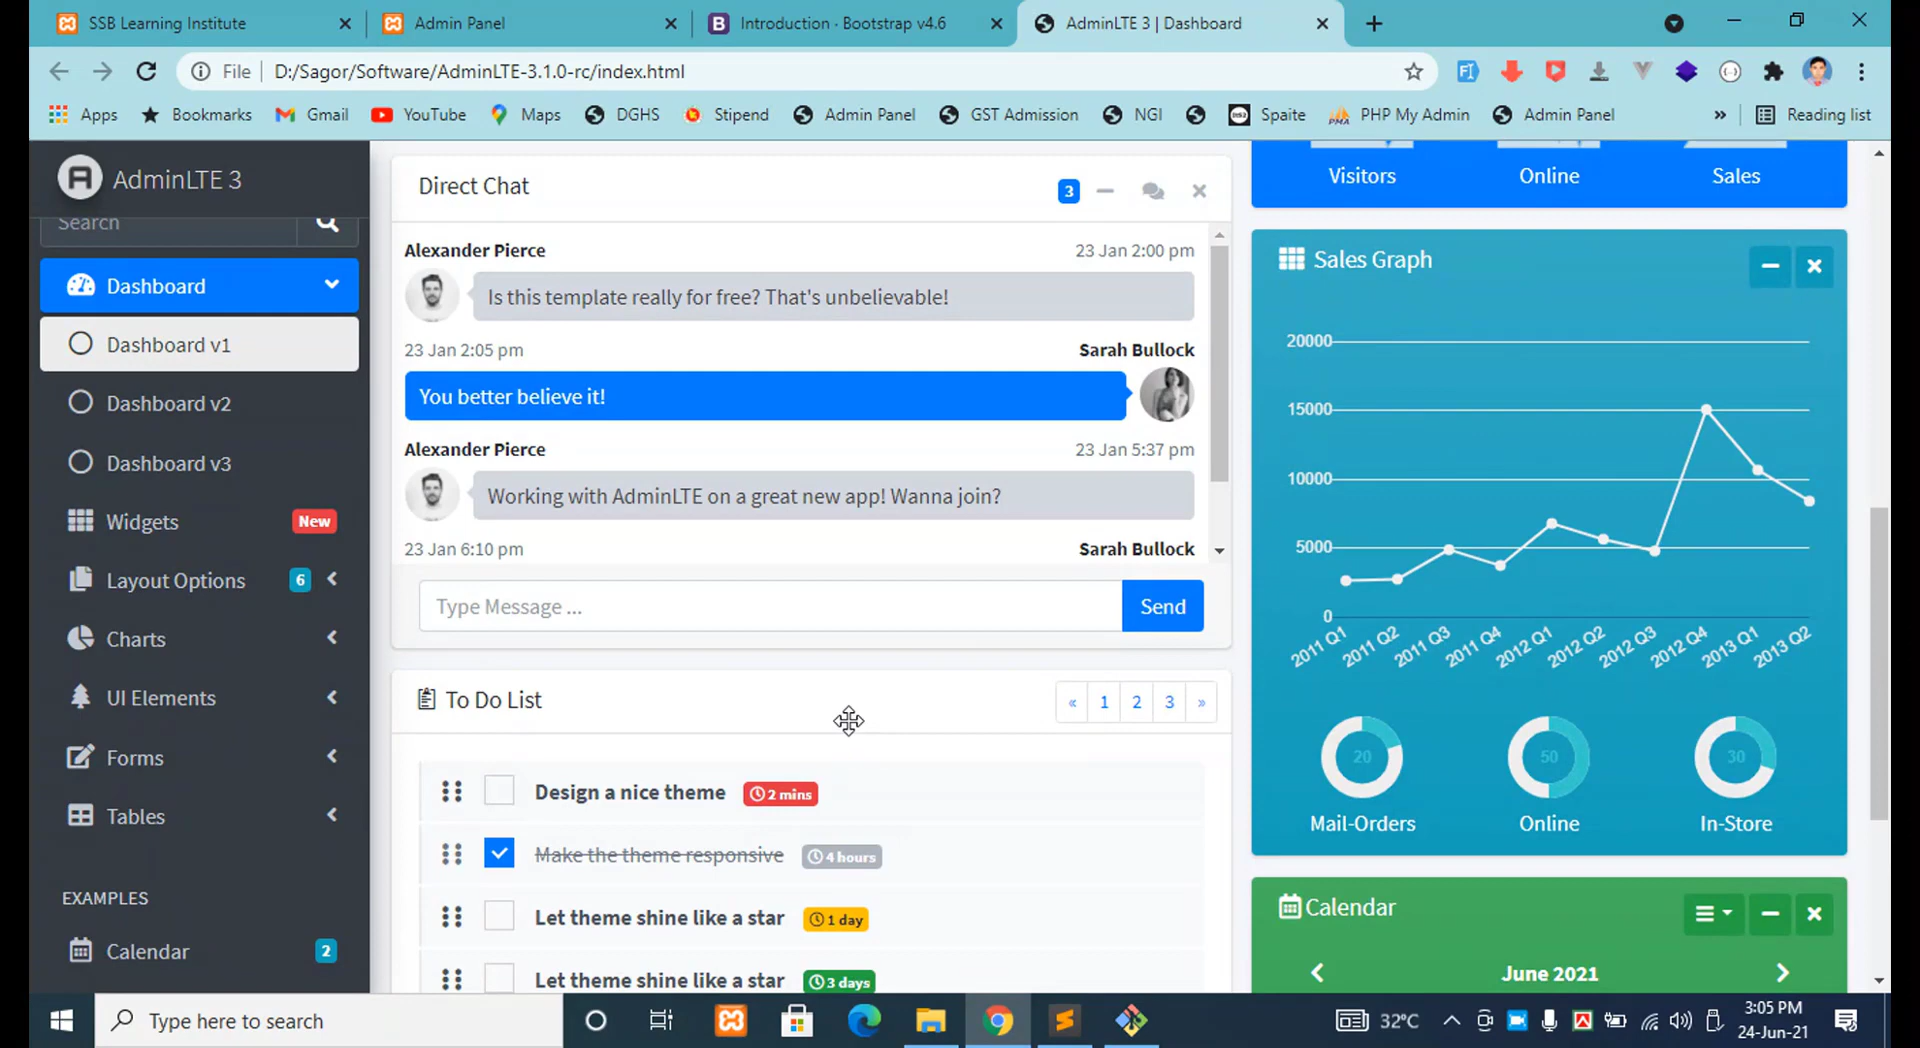 SSB Learning Institute
Admin Panel
Introduction · Bootstrap v4.6
AdminLTE 3 | Dashboard
File
D:/Sagor/Software/AdminLTE-3.1.0-rc/index.html
Apps
Bookmarks
Gmail
YouTube
Maps
DGHS
Stipend
Admin Panel
GST Admission
NGI
Spaite
PHP My Admin
Admin Panel
»
Reading list
AdminLTE 3
Search
Dashboard
Dashboard v1
Dashboard v2
Dashboard v3
Widgets
New
Layout Options
6
Charts
UI Elements
Forms
Tables
EXAMPLES
Calendar
2
Direct Chat
3
Alexander Pierce
23 Jan 2:00 pm
Is this template really for free? That's unbelievable!
23 Jan 2:05 pm
Sarah Bullock
You better believe it!
Alexander Pierce
23 Jan 5:37 pm
Working with AdminLTE on a great new app! Wanna join?
23 Jan 6:10 pm
Sarah Bullock
Type Message ...
Send
To Do List
« 1 2 3 »
Design a nice theme
2 mins
Make the theme responsive
4 hours
Let theme shine like a star
1 day
Let theme shine like a star
3 days
Visitors
Online
Sales
Sales Graph
20000
15000
10000
5000
0
2011 Q1
2011 Q2
2011 Q3
2011 Q4
2012 Q1
2012 Q2
2012 Q3
2012 Q4
2013 Q1
2013 Q2
20
50
30
Mail-Orders
Online
In-Store
Calendar
June 2021
Type here to search
32°C
3:05 PM
24-Jun-21